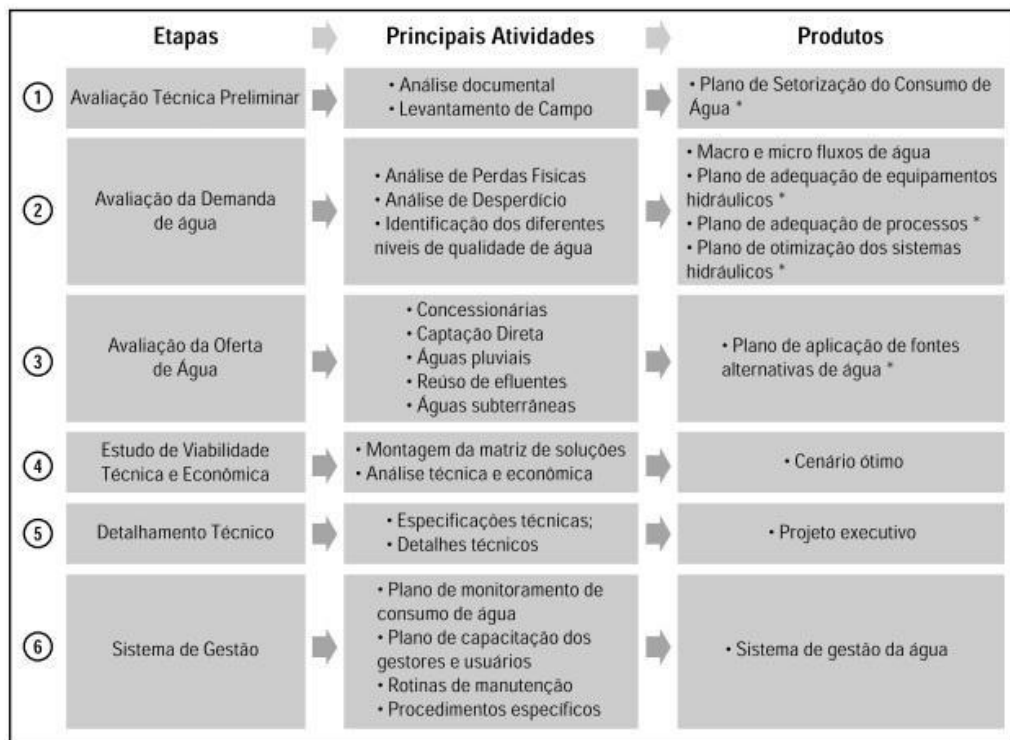 Etapas
Principais Atividades
Produtos
1
Avaliação Técnica Preliminar
• Análise documental
• Levantamento de Campo
• Plano de Setorização do Consumo de
Água *
2
Avaliação da Demanda
de água
• Análise de Perdas Físicas
• Análise de Desperdício
• Identificação dos diferentes
níveis de qualidade de água
• Macro e micro fluxos de água
• Plano de adequação de equipamentos
hidráulicos *
• Plano de adequação de processos *
• Plano de otimização dos sistemas
hidráulicos *
3
Avaliação da Oferta
de Água
• Concessionárias
• Captação Direta
• Águas pluviais
• Reúso de efluentes
• Águas subterrâneas
• Plano de aplicação de fontes
alternativas de água *
4
Estudo de Viabilidade
Técnica e Econômica
• Montagem da matriz de soluções
• Análise técnica e econômica
• Cenário ótimo
5
Detalhamento Técnico
• Especificações técnicas;
• Detalhes técnicos
• Projeto executivo
6
Sistema de Gestão
• Plano de monitoramento de
consumo de água
• Plano de capacitação dos
gestores e usuários
• Rotinas de manutenção
• Procedimentos específicos
• Sistema de gestão da água